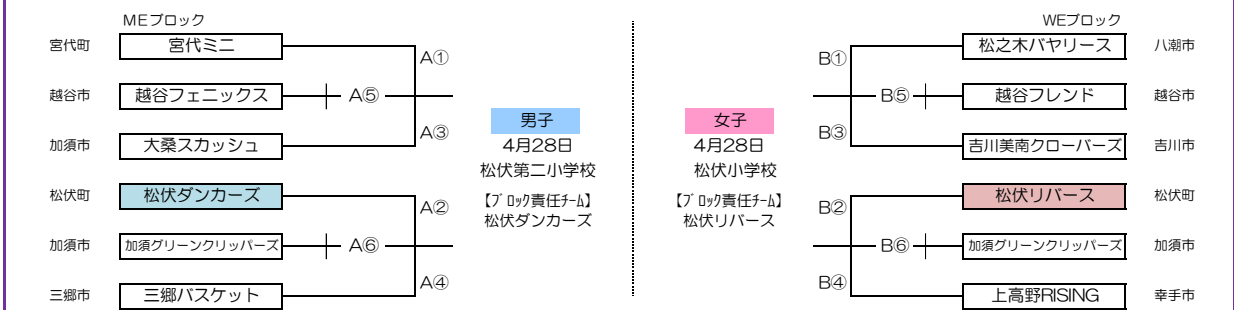 MEブロック
宮代町 宮代ミニ
A①
越谷市 越谷フェニックス A⑤
A③
加須市 大桑スカッシュ
松伏町 松伏ダンカーズ
A②
加須市 加須グリーンクリッパーズ A⑥
A④
三郷市 三郷バスケット
男子
4月28日
松伏第二小学校
【ブロック責任チーム】
松伏ダンカーズ
女子
4月28日
松伏小学校
【ブロック責任チーム】
松伏リバース
WEブロック
松之木バヤリース 八潮市
B①
B⑤ 越谷フレンド 越谷市
B③
吉川美南クローバーズ 吉川市
松伏リバース 松伏町
B②
B⑥ 加須グリーンクリッパーズ 加須市
B④
上高野RISING 幸手市